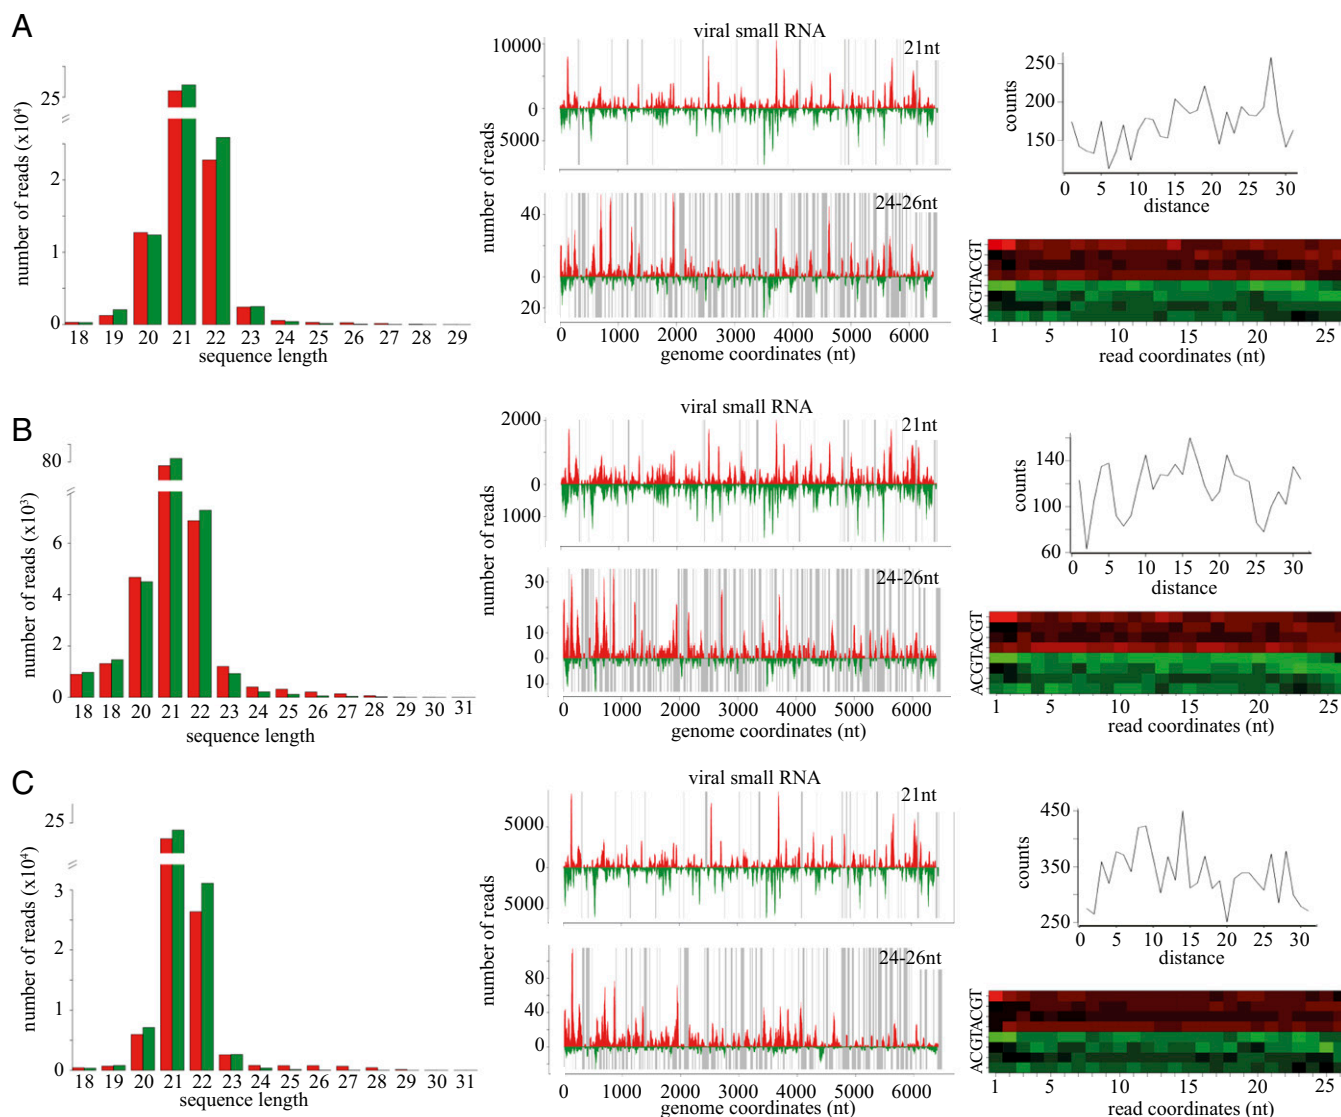 A
number of reads (x10⁴)
25
2
1
0
18 19 20 21 22 23 24 25 26 27 28 29
sequence length
viral small RNA
21nt
10000
0
5000
number of reads
24-26nt
40
0
20
0 1000 2000 3000 4000 5000 6000
genome coordinates (nt)
counts
250
200
150
0 5 10 15 20 25 30
distance
ACGTACGT
1 5 10 15 20 25
read coordinates (nt)
B
number of reads (x10³)
80
6
4
2
0
18 18 20 21 22 23 24 25 26 27 28 29 30 31
sequence length
viral small RNA
21nt
2000
0
1000
number of reads
24-26nt
30
10
0
10
0 1000 2000 3000 4000 5000 6000
genome coordinates (nt)
counts
140
100
60
0 5 10 15 20 25 30
distance
ACGTACGT
1 5 10 15 20 25
read coordinates (nt)
C
number of reads (x10⁴)
25
3
2
1
0
18 19 20 21 22 23 24 25 26 27 28 29 30 31
sequence length
viral small RNA
21nt
5000
0
5000
number of reads
24-26nt
80
40
0
40
0 1000 2000 3000 4000 5000 6000
genome coordinates (nt)
counts
450
350
250
0 5 10 15 20 25 30
distance
ACGTACGT
1 5 10 15 20 25
read coordinates (nt)